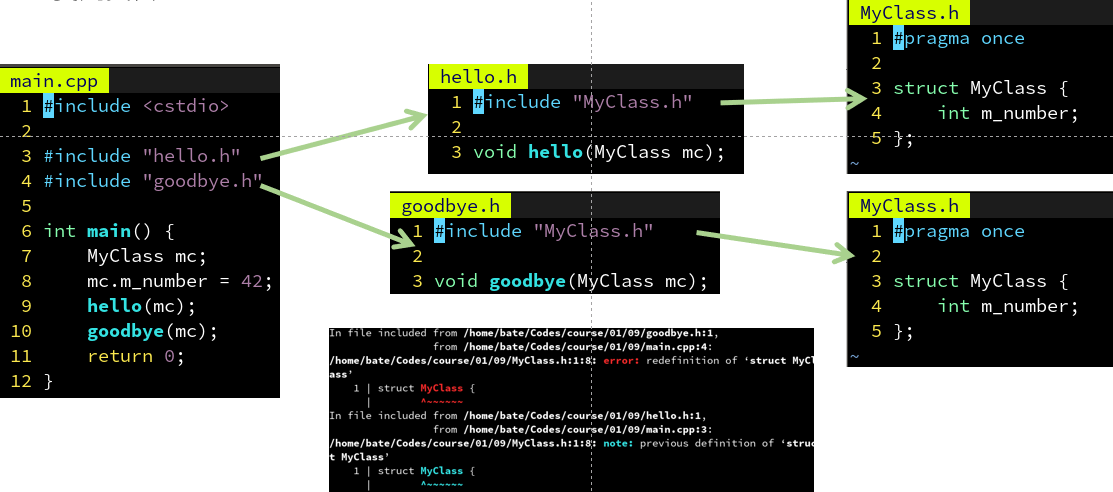 main.cpp
1 #include <cstdio>
2
3 #include "hello.h"
4 #include "goodbye.h"
5
6 int main() {
7     MyClass mc;
8     mc.m_number = 42;
9     hello(mc);
10     goodbye(mc);
11     return 0;
12 }
hello.h
1 #include "MyClass.h"
2
3 void hello(MyClass mc);
MyClass.h
1 #pragma once
2
3 struct MyClass {
4     int m_number;
5 };
~
goodbye.h
1 #include "MyClass.h"
2
3 void goodbye(MyClass mc);
MyClass.h
1 #pragma once
2
3 struct MyClass {
4     int m_number;
5 };
~
In file included from /home/bate/Codes/course/01/09/goodbye.h:1,
                 from /home/bate/Codes/course/01/09/main.cpp:4:
/home/bate/Codes/course/01/09/MyClass.h:1:8: error: redefinition of ‘struct MyCl
ass’
    1 | struct MyClass {
      |        ^~~~~~~
In file included from /home/bate/Codes/course/01/09/hello.h:1,
                 from /home/bate/Codes/course/01/09/main.cpp:3:
/home/bate/Codes/course/01/09/MyClass.h:1:8: note: previous definition of ‘struc
t MyClass’
    1 | struct MyClass {
      |        ^~~~~~~